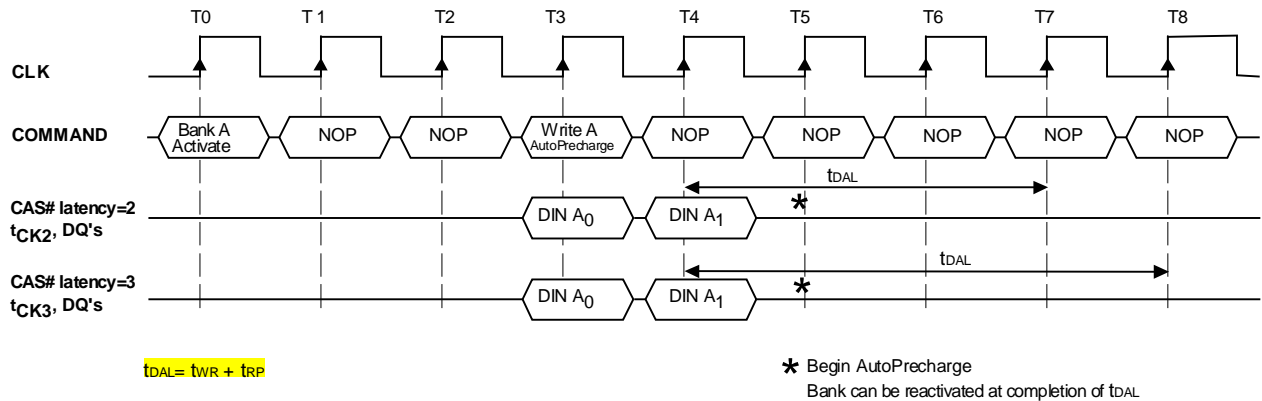 T0 T1 T2 T3 T4 T5 T6 T7 T8
CLK
COMMAND
Bank A
Activate
NOP
NOP
Write A
AutoPrecharge
NOP
NOP
NOP
NOP
NOP
tDAL
CAS# latency=2
tCK2, DQ's
DIN A0
DIN A1
*
tDAL
CAS# latency=3
tCK3, DQ's
DIN A0
DIN A1
*
tDAL= tWR + tRP
* Begin AutoPrecharge
Bank can be reactivated at completion of tDAL